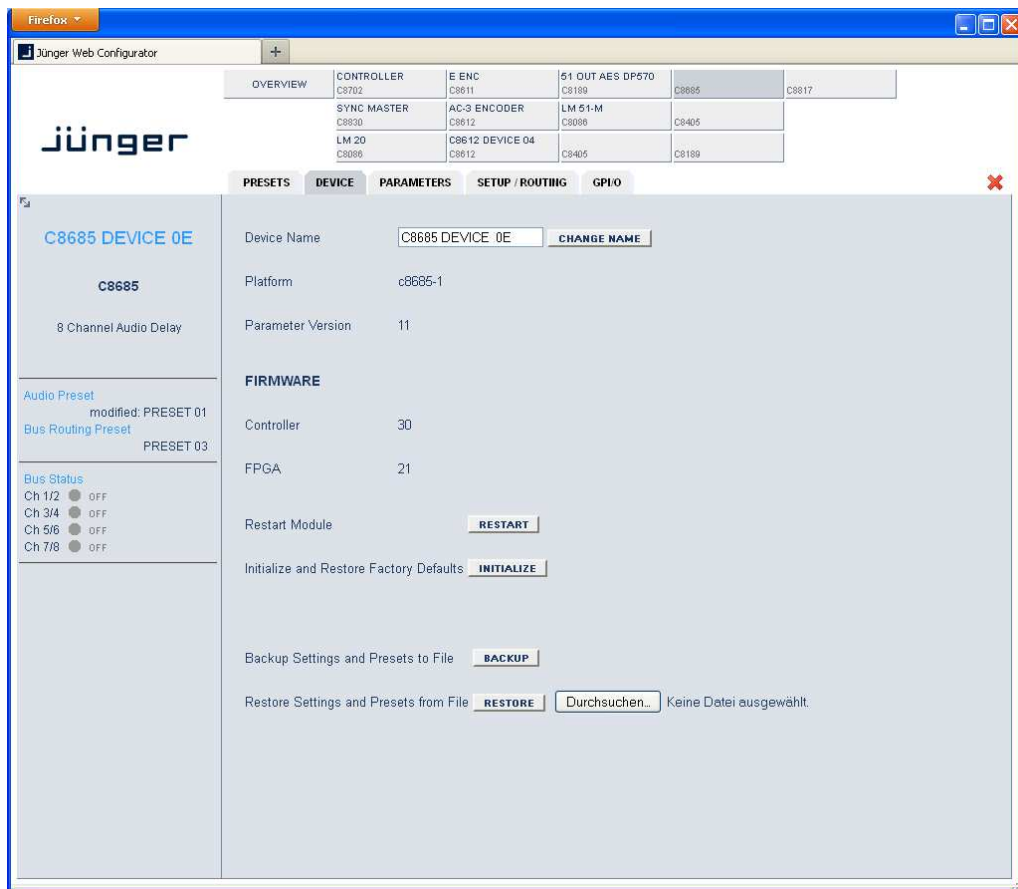 Firefox
Jünger Web Configurator
jünger
OVERVIEW
CONTROLLER
C8702
E ENC
C8611
51 OUT AES DP570
C8189
C8685
C8817
SYNC MASTER
C8830
AC-3 ENCODER
C8612
LM 51-M
C8086
C8405
LM 20
C8086
C8612 DEVICE 04
C8612
C8405
C8189
PRESETS DEVICE PARAMETERS SETUP / ROUTING GPI/O
C8685 DEVICE 0E
C8685
8 Channel Audio Delay
Audio Preset
modified: PRESET 01
Bus Routing Preset
PRESET 03
Bus Status
Ch 1/2 OFF
Ch 3/4 OFF
Ch 5/6 OFF
Ch 7/8 OFF
Device Name C8685 DEVICE 0E CHANGE NAME
Platform c8685-1
Parameter Version 11
FIRMWARE
Controller 30
FPGA 21
Restart Module RESTART
Initialize and Restore Factory Defaults INITIALIZE
Backup Settings and Presets to File BACKUP
Restore Settings and Presets from File RESTORE Durchsuchen... Keine Datei ausgewählt.